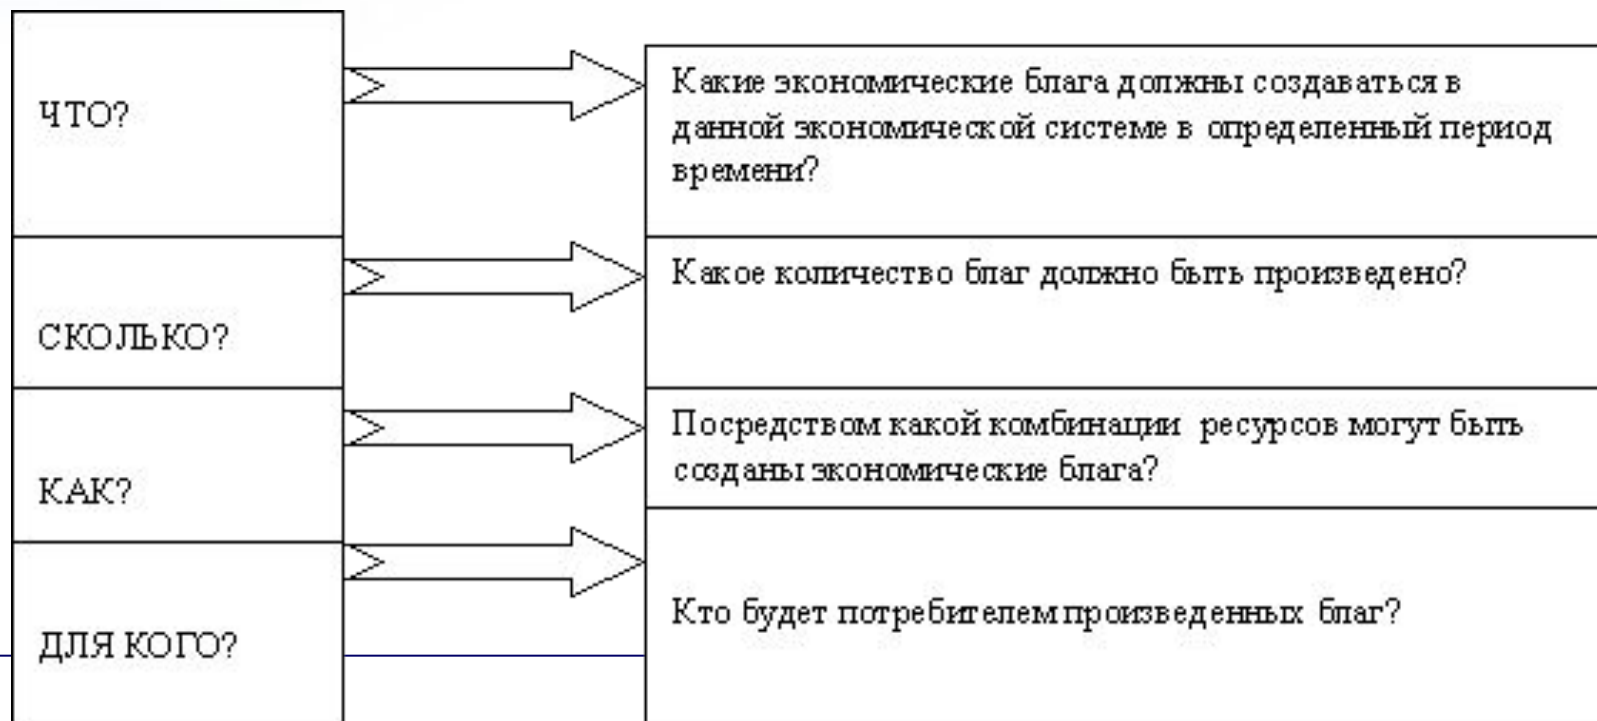 ЧТО?
Какие экономические блага должны создаваться в
данной экономической системе в определенный период
времени?
СКОЛЬКО?
Какое количество благ должно быть произведено?
КАК?
Посредством какой комбинации ресурсов могут быть
созданы экономические блага?
ДЛЯ КОГО?
Кто будет потребителем произведенных благ?